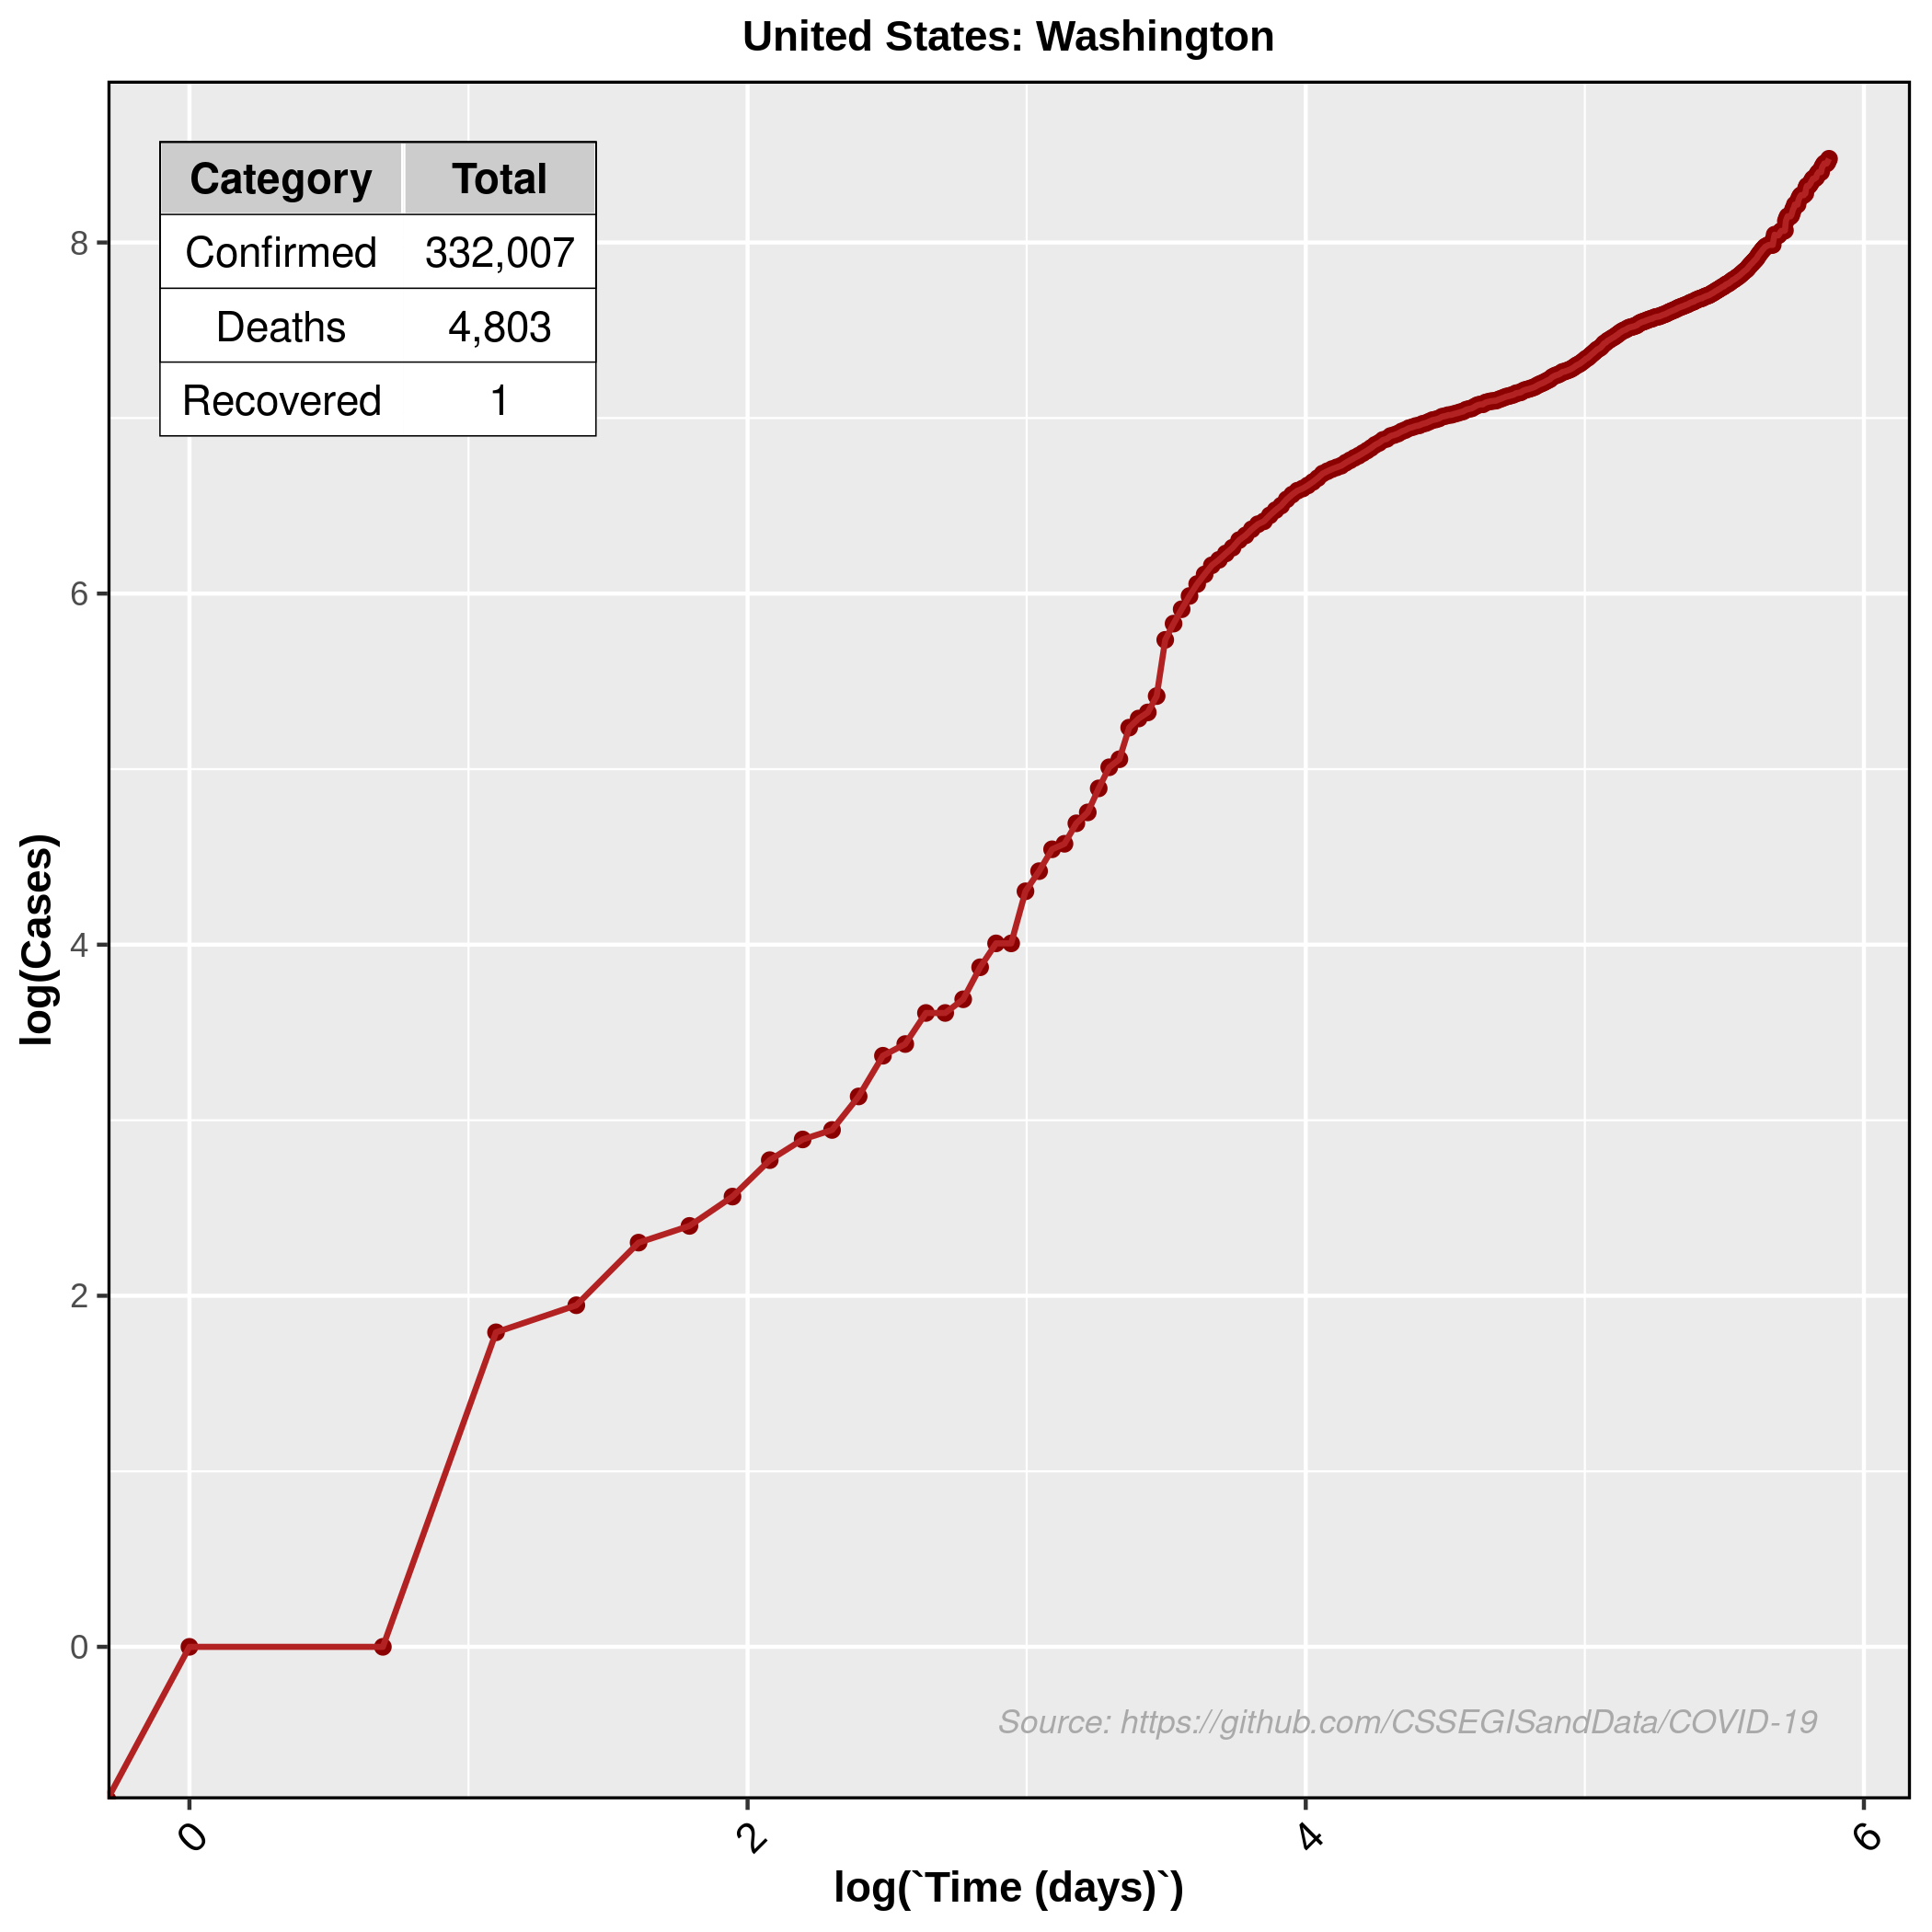 United States: Washington
Category Total
Confirmed 332,007
Deaths 4,803
Recovered 1
8
6
4
2
0
log(Cases)
Source: https://github.com/CSSEGISandData/COVID-19
0 2 4 6
log(`Time (days)`)